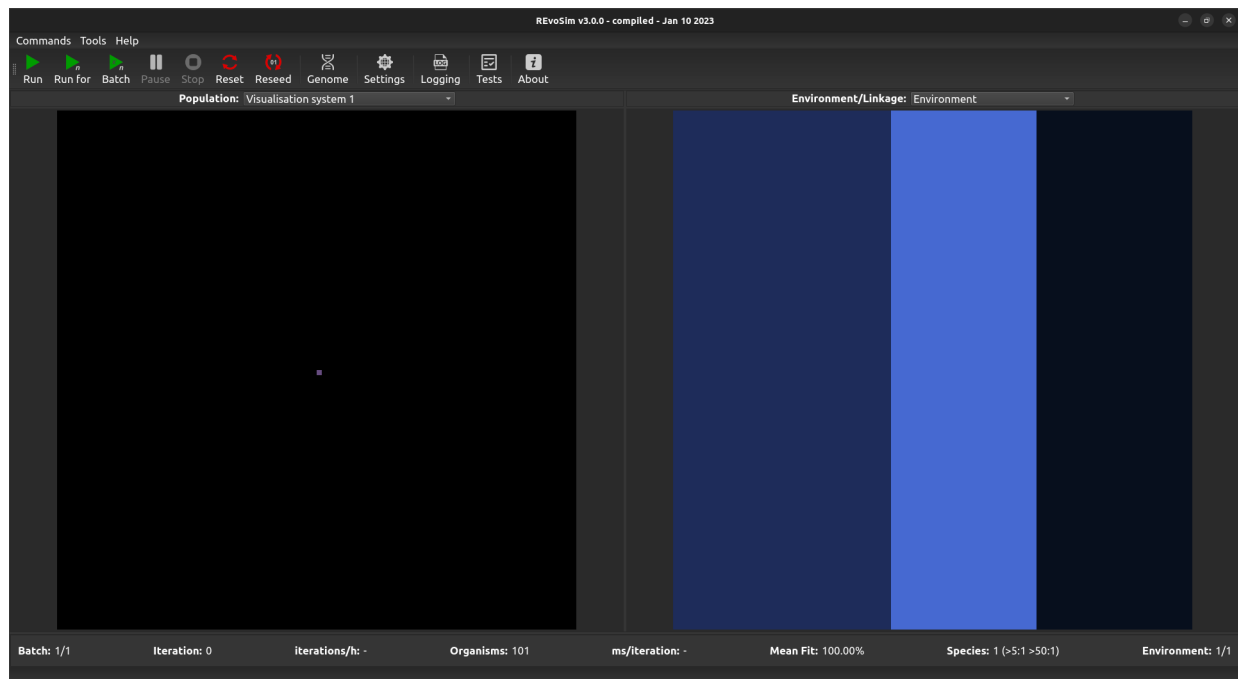 REvoSim v3.0.0 - compiled - Jan 10 2023
Commands Tools Help
Run Run for Batch Pause Stop Reset Reseed Genome Settings Logging Tests About
Population: Visualisation system 1 Environment/Linkage: Environment
Batch: 1/1 Iteration: 0 iterations/h: - Organisms: 101 ms/iteration: - Mean Fit: 100.00% Species: 1 (>5:1 >50:1) Environment: 1/1